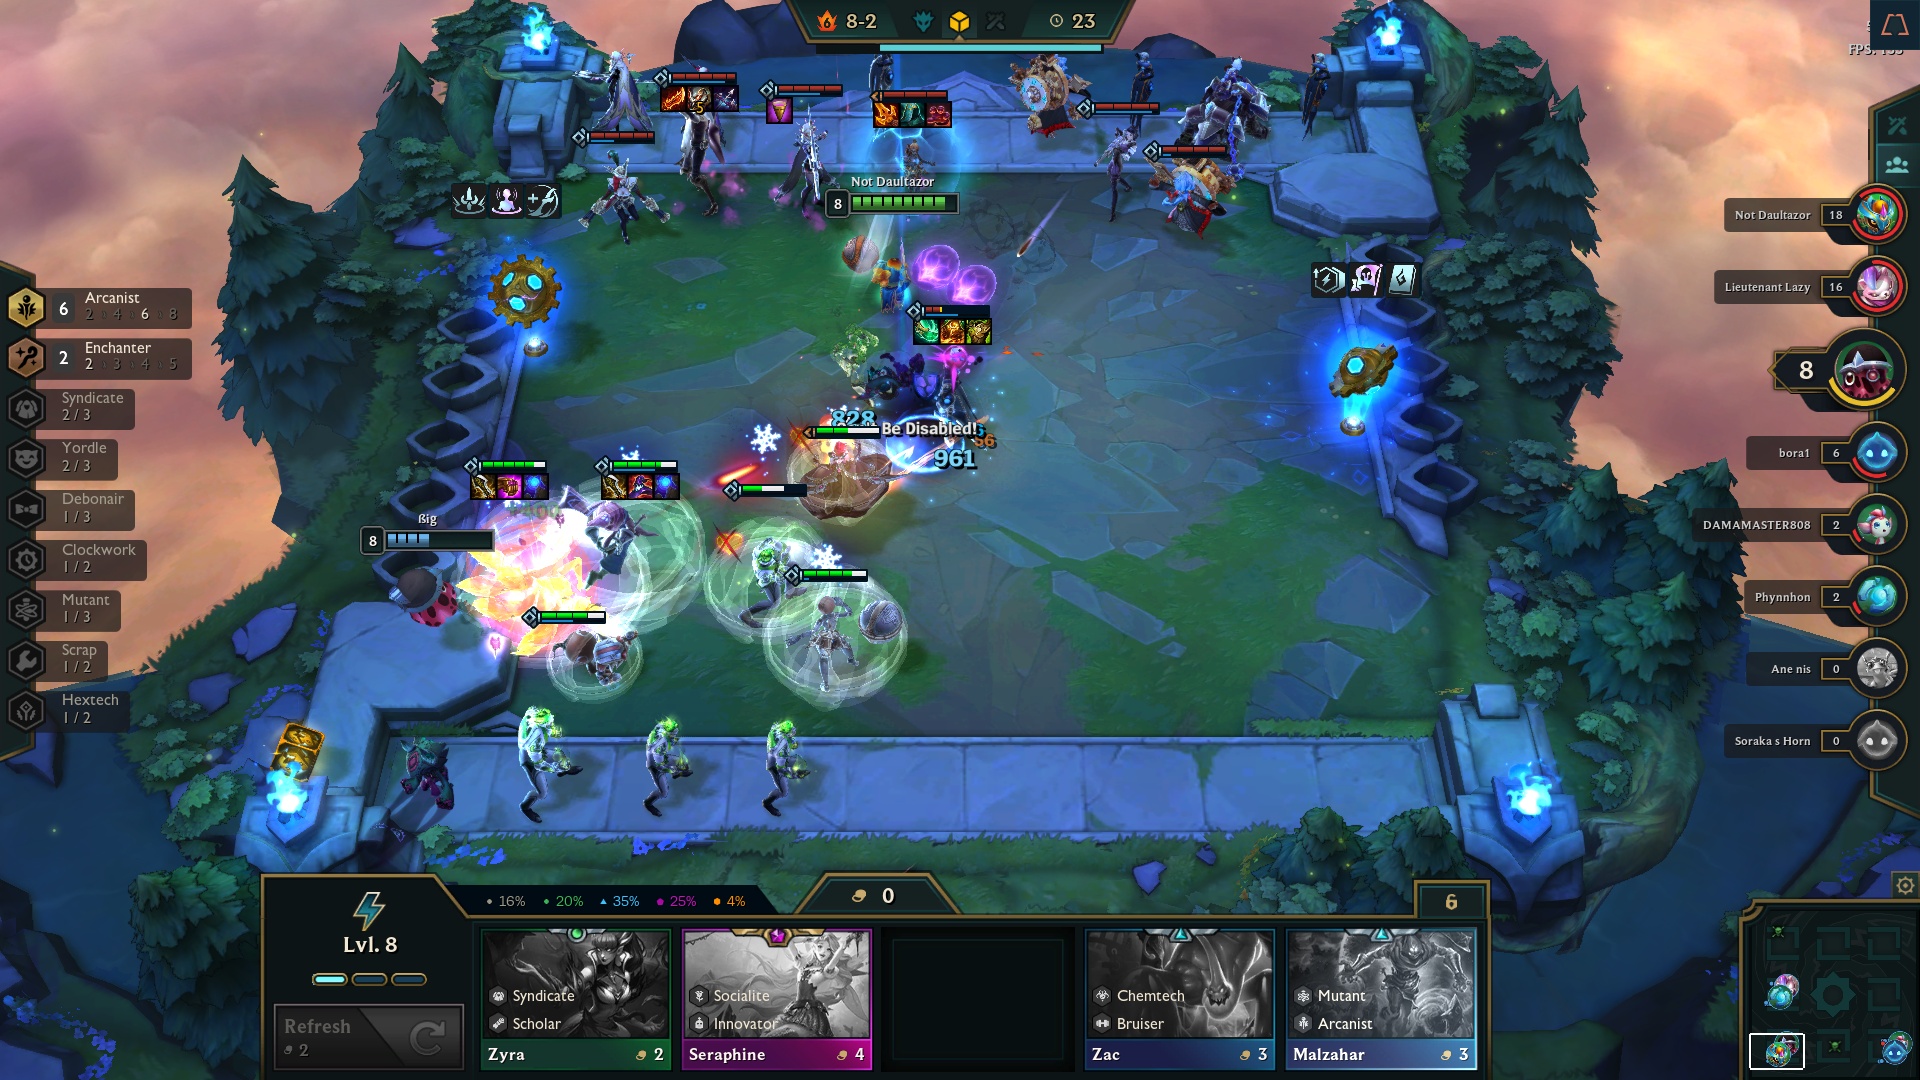 8-2
23
Not Daultazor
8
6
Arcanist
2 4 6 8
2
Enchanter
2 3 4 5
Syndicate
2 / 3
Yordle
2 / 3
Debonair
1 / 3
Clockwork
1 / 2
Mutant
1 / 3
Scrap
1 / 2
Hextech
1 / 2
828
Be Disabled!
961
ßig
8
Not Daultazor 18
Lieutenant Lazy 16
8
bora1 6
DAMAMASTER808 2
Phynnhon 2
Ane nis 0
Soraka s Horn 0
16% 20% 35% 25% 4%
0
6
Lvl. 8
Refresh
2
Syndicate
Scholar
Zyra 2
Socialite
Innovator
Seraphine 4
Chemtech
Bruiser
Zac 3
Mutant
Arcanist
Malzahar 3